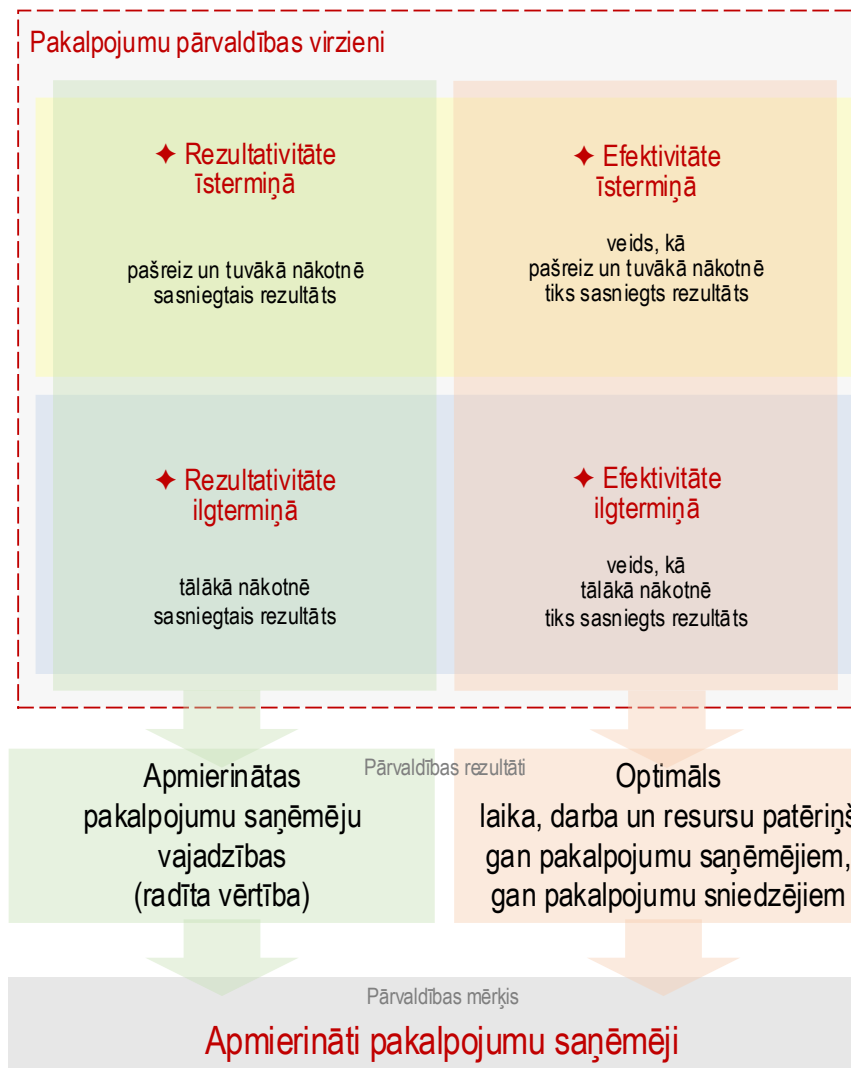 Pakalpojumu pārvaldības virzieni
✦ Rezultativitāte
īstermiņā
pašreiz un tuvākā nākotnē
sasniegtais rezultāts
✦ Efektivitāte
īstermiņā
veids, kā
pašreiz un tuvākā nākotnē
tiks sasniegts rezultāts
✦ Rezultativitāte
ilgtermiņā
tālākā nākotnē
sasniegtais rezultāts
✦ Efektivitāte
ilgtermiņā
veids, kā
tālākā nākotnē
tiks sasniegts rezultāts
Pārvaldības rezultāti
Apmierinātas
pakalpojumu saņēmēju
vajadzības
(radīta vērtība)
Optimāls
laika, darba un resursu patēriņš
gan pakalpojumu saņēmējiem,
gan pakalpojumu sniedzējiem
Pārvaldības mērķis
Apmierināti pakalpojumu saņēmēji